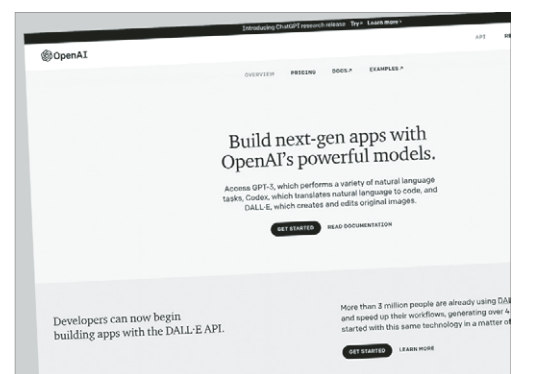 Introducing ChatGPT research release Try> Learn more>
OpenAI
API
OVERVIEW PRICING DOCS↗ EXAMPLES↗
Build next-gen apps with
OpenAI's powerful models.
Access GPT-3, which performs a variety of natural language
tasks, Codex, which translates natural language to code, and
DALL·E, which creates and edits original images.
GET STARTED READ DOCUMENTATION
Developers can now begin
building apps with the DALL·E API.
More than 3 million people are already using
and speed up their workflows, generating over 4
started with this same technology in a matter of
GET STARTED LEARN MORE